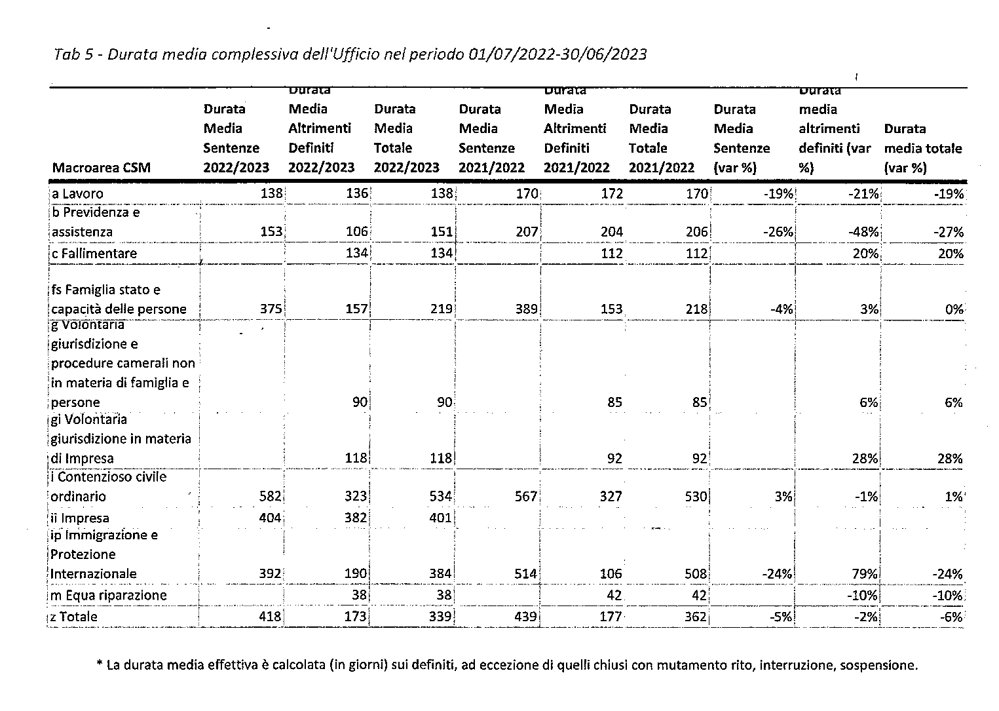 Tab 5 - Durata media complessiva dell'Ufficio nel periodo 01/07/2022-30/06/2023
Durata Durata Durata
Durata Media Durata Durata Media Durata Durata media
Media Altrimenti Media Media Altrimenti Media Media altrimenti Durata
Sentenze Definiti Totale Sentenze Definiti Totale Sentenze definiti (var media totale
Macroarea CSM 2022/2023 2022/2023 2022/2023 2021/2022 2021/2022 2021/2022 (var %) %) (var %)
a Lavoro 138 136 138 170 172 170 -19% -21% -19%
b Previdenza e
assistenza 153 106 151 207 204 206 -26% -48% -27%
c Fallimentare 134 134 112 112 20% 20%
fs Famiglia stato e
capacità delle persone 375 157 219 389 153 218 -4% 3% 0%
g Volontaria
giurisdizione e
procedure camerali non
in materia di famiglia e
persone 90 90 85 85 6% 6%
gi Volontaria
giurisdizione in materia
di Impresa 118 118 92 92 28% 28%
i Contenzioso civile
ordinario 582 323 534 567 327 530 3% -1% 1%
ii Impresa 404 382 401
ip Immigrazione e
Protezione
Internazionale 392 190 384 514 106 508 -24% 79% -24%
m Equa riparazione 38 38 42 42 -10% -10%
z Totale 418 173 339 439 177 362 -5% -2% -6%
* La durata media effettiva è calcolata (in giorni) sui definiti, ad eccezione di quelli chiusi con mutamento rito, interruzione, sospensione.